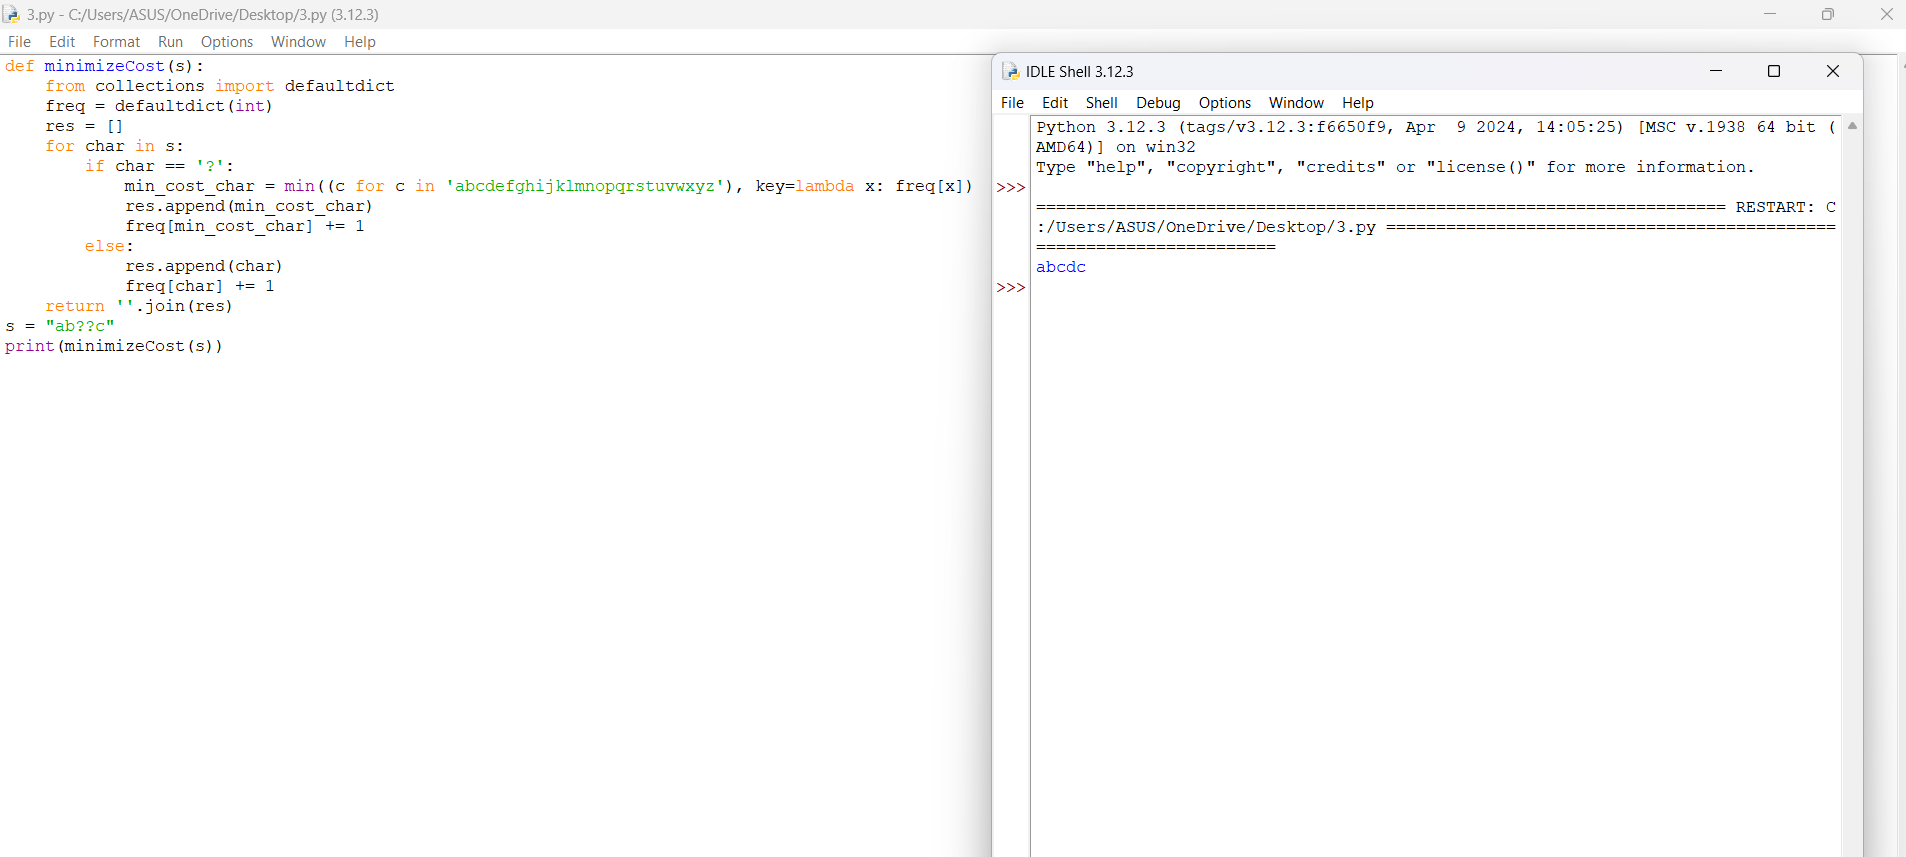 3.py - C:/Users/ASUS/OneDrive/Desktop/3.py (3.12.3)
File Edit Format Run Options Window Help
def minimizeCost(s):
    from collections import defaultdict
    freq = defaultdict(int)
    res = []
    for char in s:
        if char == '?':
            min_cost_char = min((c for c in 'abcdefghijklmnopqrstuvwxyz'), key=lambda x: freq[x])
            res.append(min_cost_char)
            freq[min_cost_char] += 1
        else:
            res.append(char)
            freq[char] += 1
    return ''.join(res)
s = "ab??c"
print(minimizeCost(s))
IDLE Shell 3.12.3
File Edit Shell Debug Options Window Help
Python 3.12.3 (tags/v3.12.3:f6650f9, Apr  9 2024, 14:05:25) [MSC v.1938 64 bit (
AMD64)] on win32
Type "help", "copyright", "credits" or "license()" for more information.
>>>
===================================================================== RESTART: C
:/Users/ASUS/OneDrive/Desktop/3.py =============================================
========================
abcdc
>>>